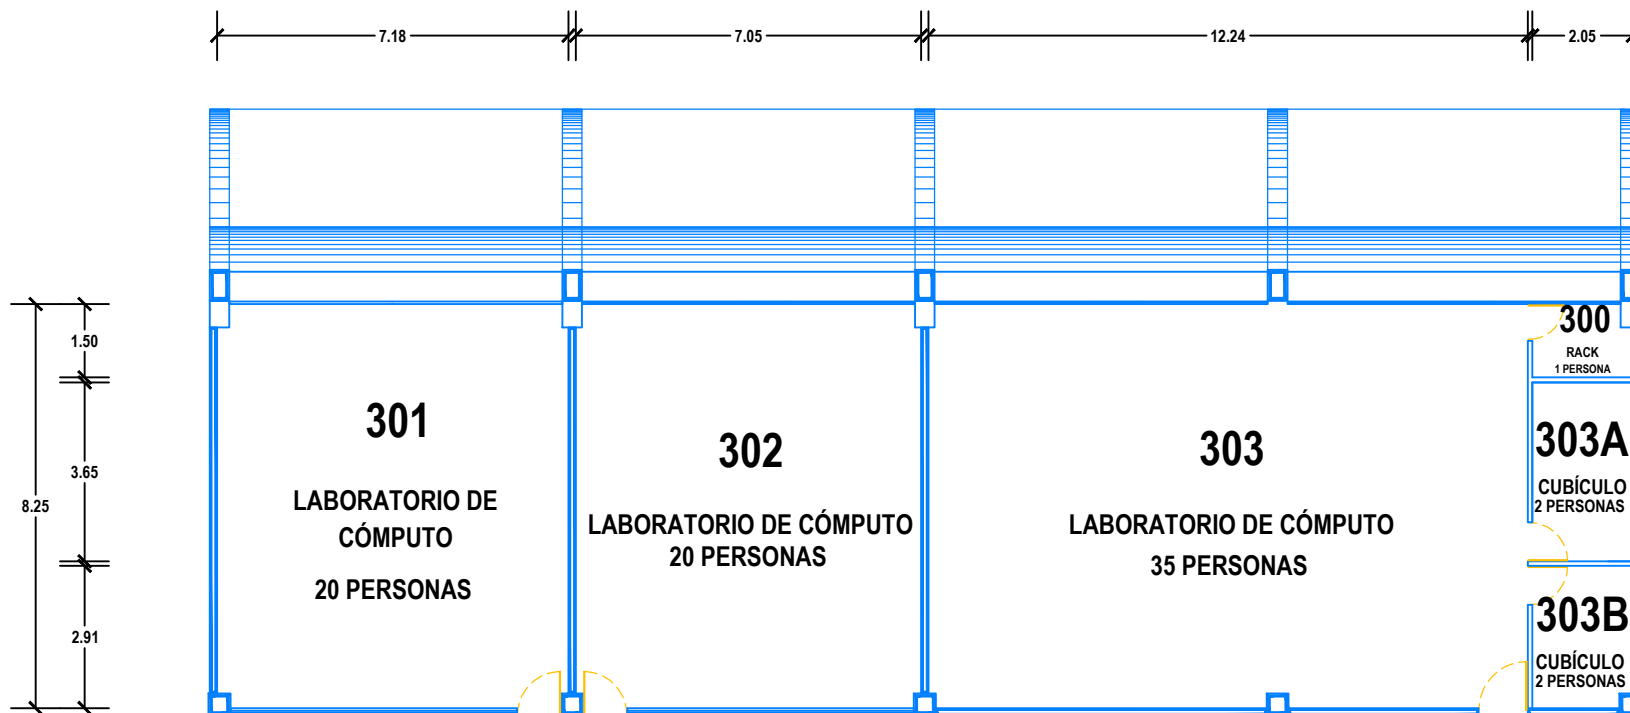 7.18
7.05
12.24
2.05
8.25
1.50
3.65
2.91
301
LABORATORIO DE
CÓMPUTO
20 PERSONAS
302
LABORATORIO DE CÓMPUTO
20 PERSONAS
303
LABORATORIO DE CÓMPUTO
35 PERSONAS
300
RACK
1 PERSONA
303A
CUBÍCULO
2 PERSONAS
303B
CUBÍCULO
2 PERSONAS